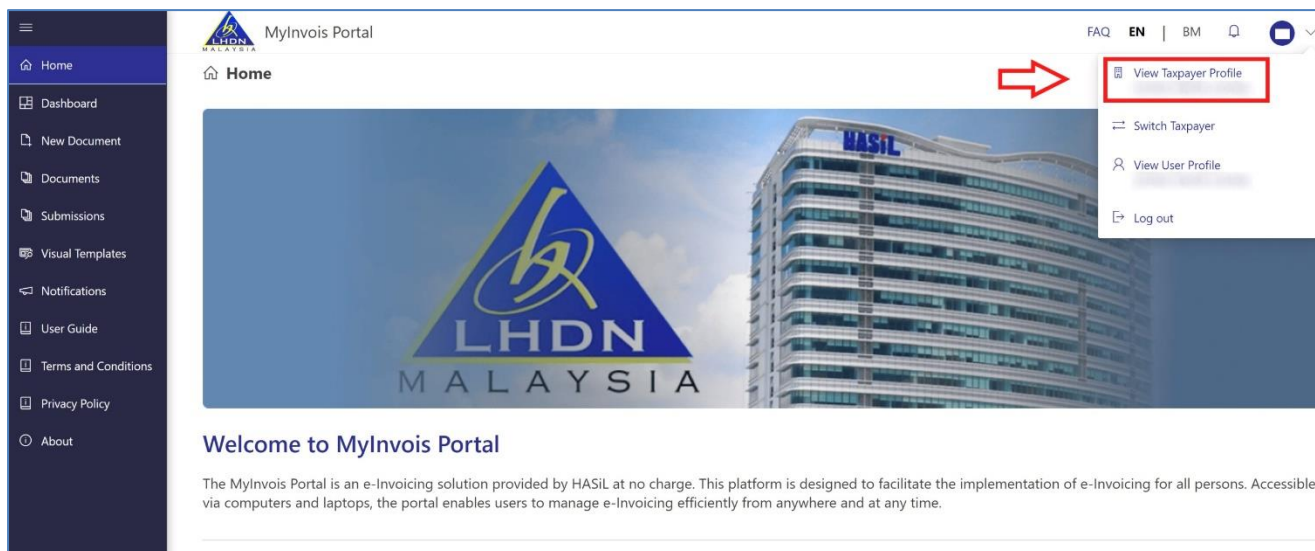 LHDN
MALAYSIA
MyInvois Portal
FAQ EN | BM
Home
Dashboard
New Document
Documents
Submissions
Visual Templates
Notifications
User Guide
Terms and Conditions
Privacy Policy
About
Home
View Taxpayer Profile
Switch Taxpayer
View User Profile
Log out
HASiL
LHDN
MALAYSIA
Welcome to MyInvois Portal
The MyInvois Portal is an e-Invoicing solution provided by HASiL at no charge. This platform is designed to facilitate the implementation of e-Invoicing for all persons. Accessible
via computers and laptops, the portal enables users to manage e-Invoicing efficiently from anywhere and at any time.